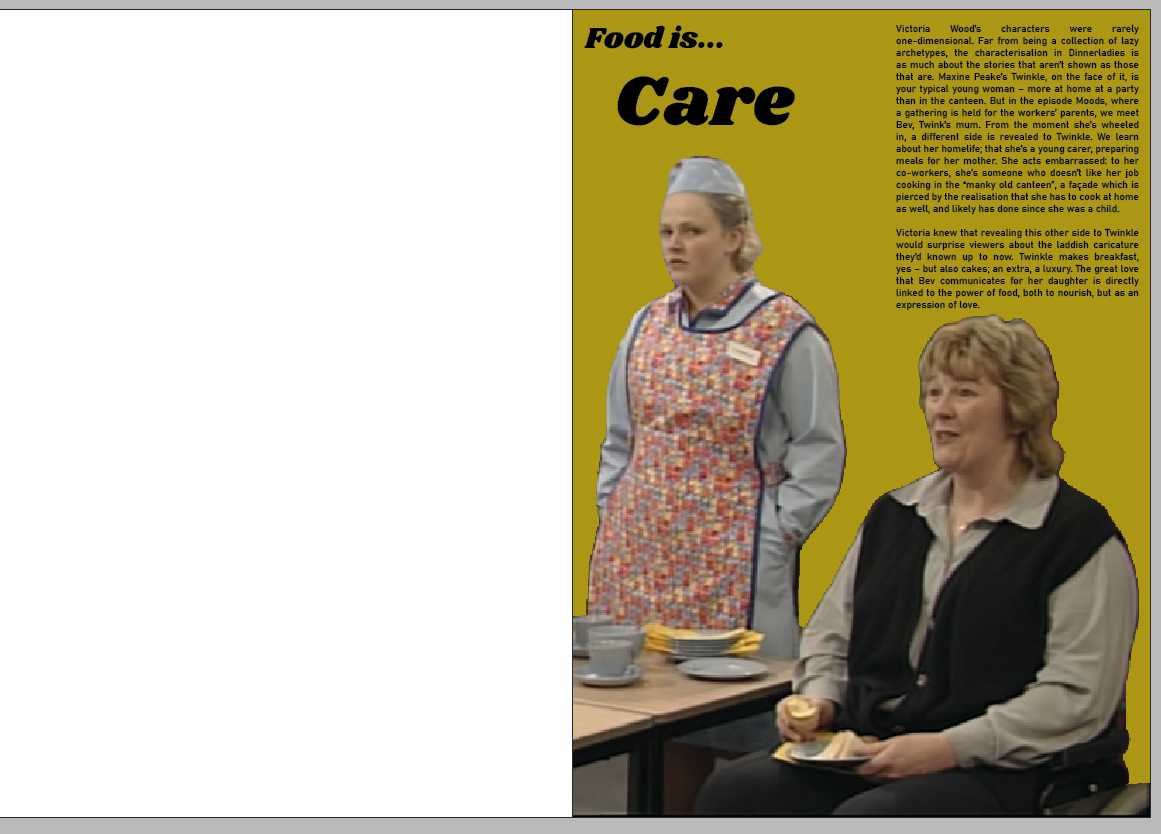 Food is...
Care
Victoria Wood's characters were rarely
one-dimensional. Far from being a collection of lazy
archetypes, the characterisation in Dinnerladies is
as much about the stories that aren't shown as those
that are. Maxine Peake's Twinkle, on the face of it, is
your typical young woman – more at home at a party
than in the canteen. But in the episode Moods, where
a gathering is held for the workers' parents, we meet
Bev, Twink's mum. From the moment she's wheeled
in, a different side is revealed to Twinkle. We learn
about her homelife; that she's a young carer, preparing
meals for her mother. She acts embarrassed: to her
co-workers, she's someone who doesn't like her job
cooking in the "manky old canteen", a façade which is
pierced by the realisation that she has to cook at home
as well, and likely has done since she was a child.
Victoria knew that revealing this other side to Twinkle
would surprise viewers about the laddish caricature
they'd known up to now. Twinkle makes breakfast,
yes – but also cakes; an extra, a luxury. The great love
that Bev communicates for her daughter is directly
linked to the power of food, both to nourish, but as an
expression of love.